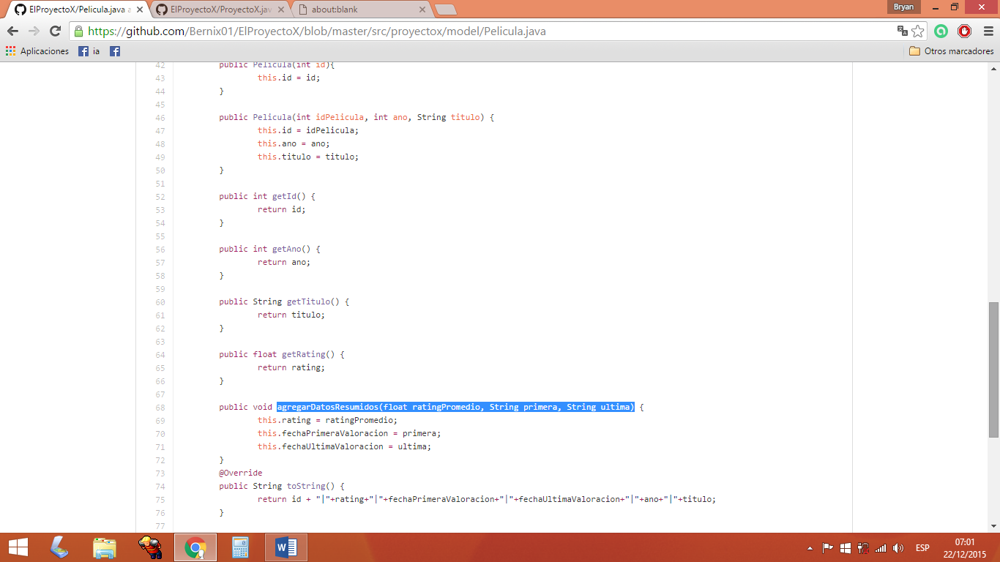 ElProyectoX/Pelicula.java a
ElProyectoX/ProyectoX.jav
about:blank
Bryan
https://github.com/Bernix01/ElProyectoX/blob/master/src/proyectox/model/Pelicula.java
Aplicaciones
ia
Otros marcadores
42 public Pelicula(int id){
43 this.id = id;
44 }
45
46 public Pelicula(int idPelicula, int ano, String titulo) {
47 this.id = idPelicula;
48 this.ano = ano;
49 this.titulo = titulo;
50 }
51
52 public int getId() {
53 return id;
54 }
55
56 public int getAno() {
57 return ano;
58 }
59
60 public String getTitulo() {
61 return titulo;
62 }
63
64 public float getRating() {
65 return rating;
66 }
67
68 public void agregarDatosResumidos(float ratingPromedio, String primera, String ultima) {
69 this.rating = ratingPromedio;
70 this.fechaPrimeraValoracion = primera;
71 this.fechaUltimaValoracion = ultima;
72 }
73 @Override
74 public String toString() {
75 return id + "|"+rating+"|"+fechaPrimeraValoracion+"|"+fechaUltimaValoracion+"|"+ano+"|"+titulo;
76 }
77
ESP
07:01
22/12/2015